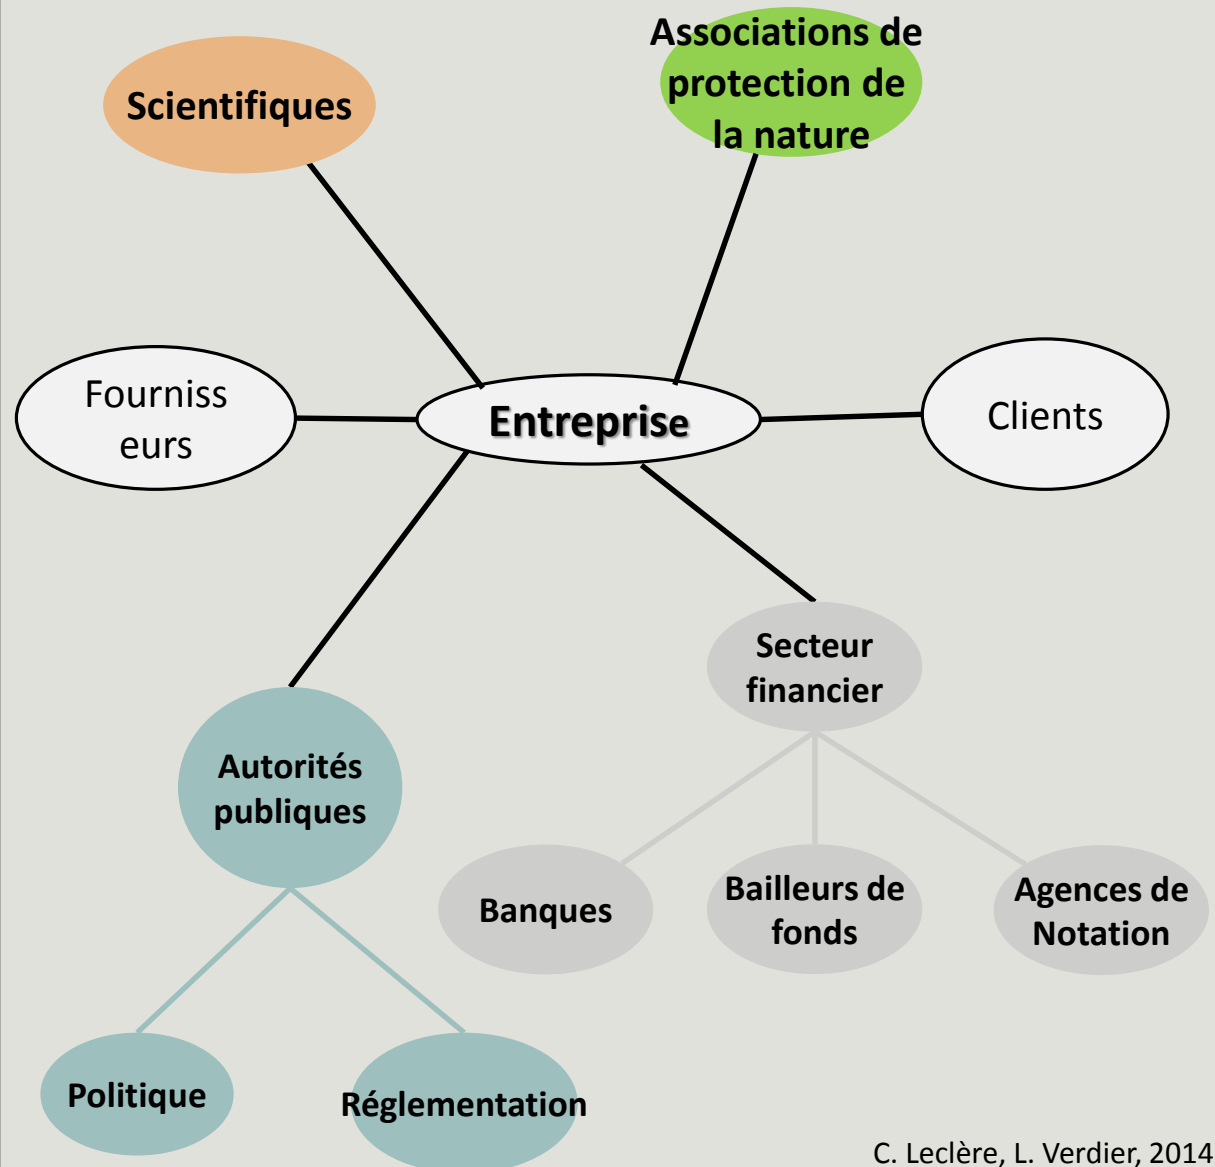 Associations de
protection de
la nature
Scientifiques
Fourniss
eurs
Entreprise
Clients
Secteur
financier
Autorités
publiques
Banques
Bailleurs de
fonds
Agences de
Notation
Politique
Réglementation
C. Leclère, L. Verdier, 2014